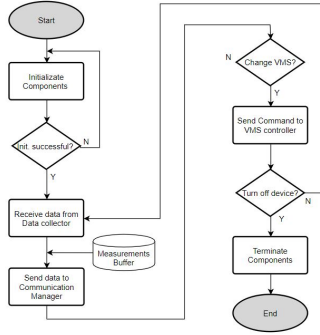 Start
Initializate
Components
Init. successful?
N
Y
Receive data from
Data collector
Measurements
Buffer
Send data to
Communication
Manager
Change VMS?
N
Y
Send Command to
VMS controller
Turn off device?
N
Y
Terminate
Components
End